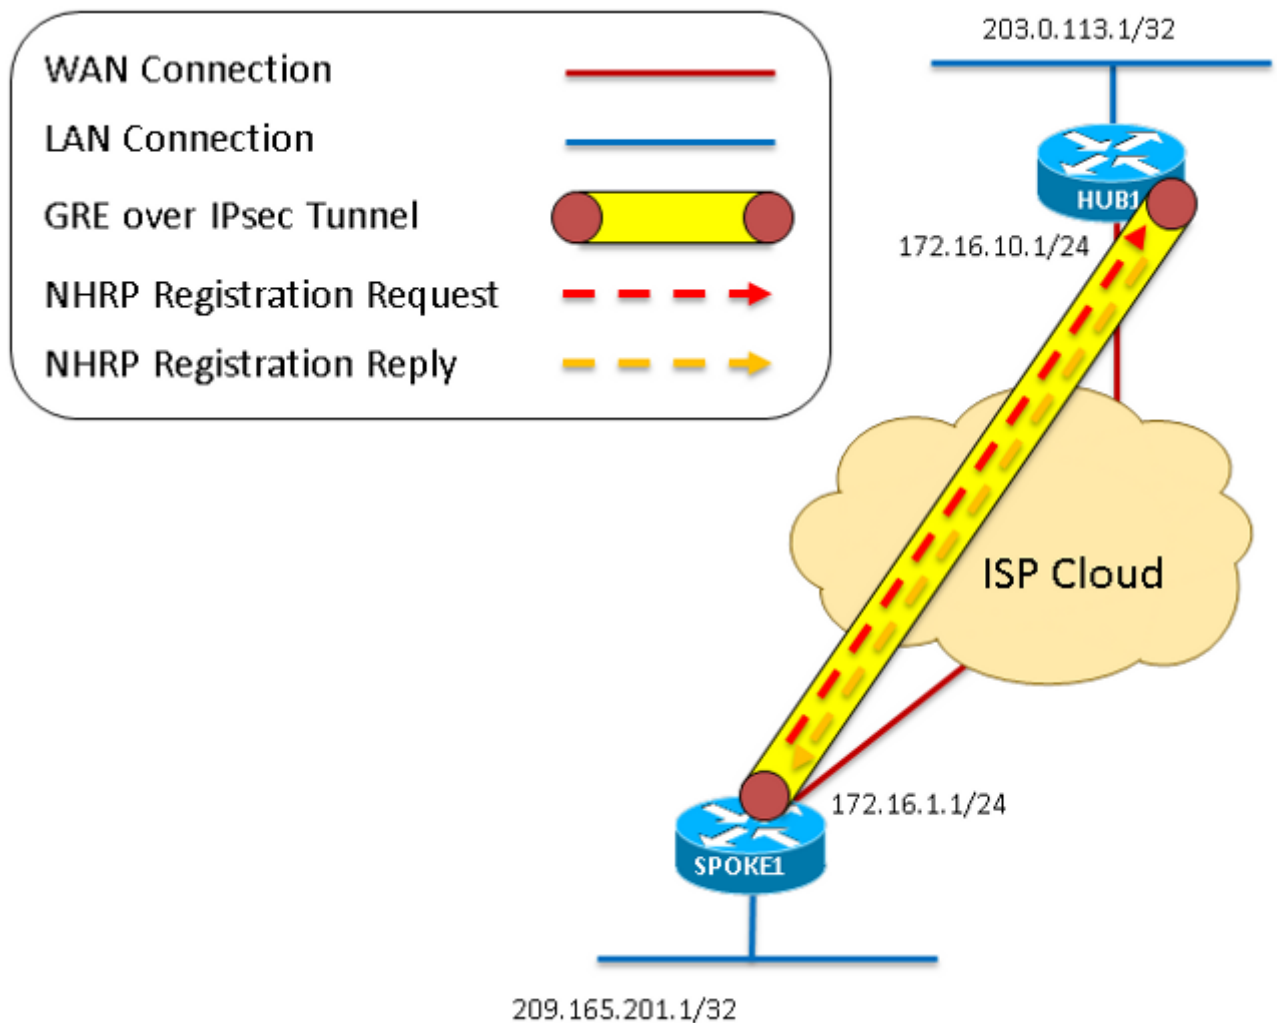 WAN Connection
LAN Connection
GRE over IPsec Tunnel
NHRP Registration Request
NHRP Registration Reply
203.0.113.1/32
HUB1
172.16.10.1/24
ISP Cloud
172.16.1.1/24
SPOKE1
209.165.201.1/32